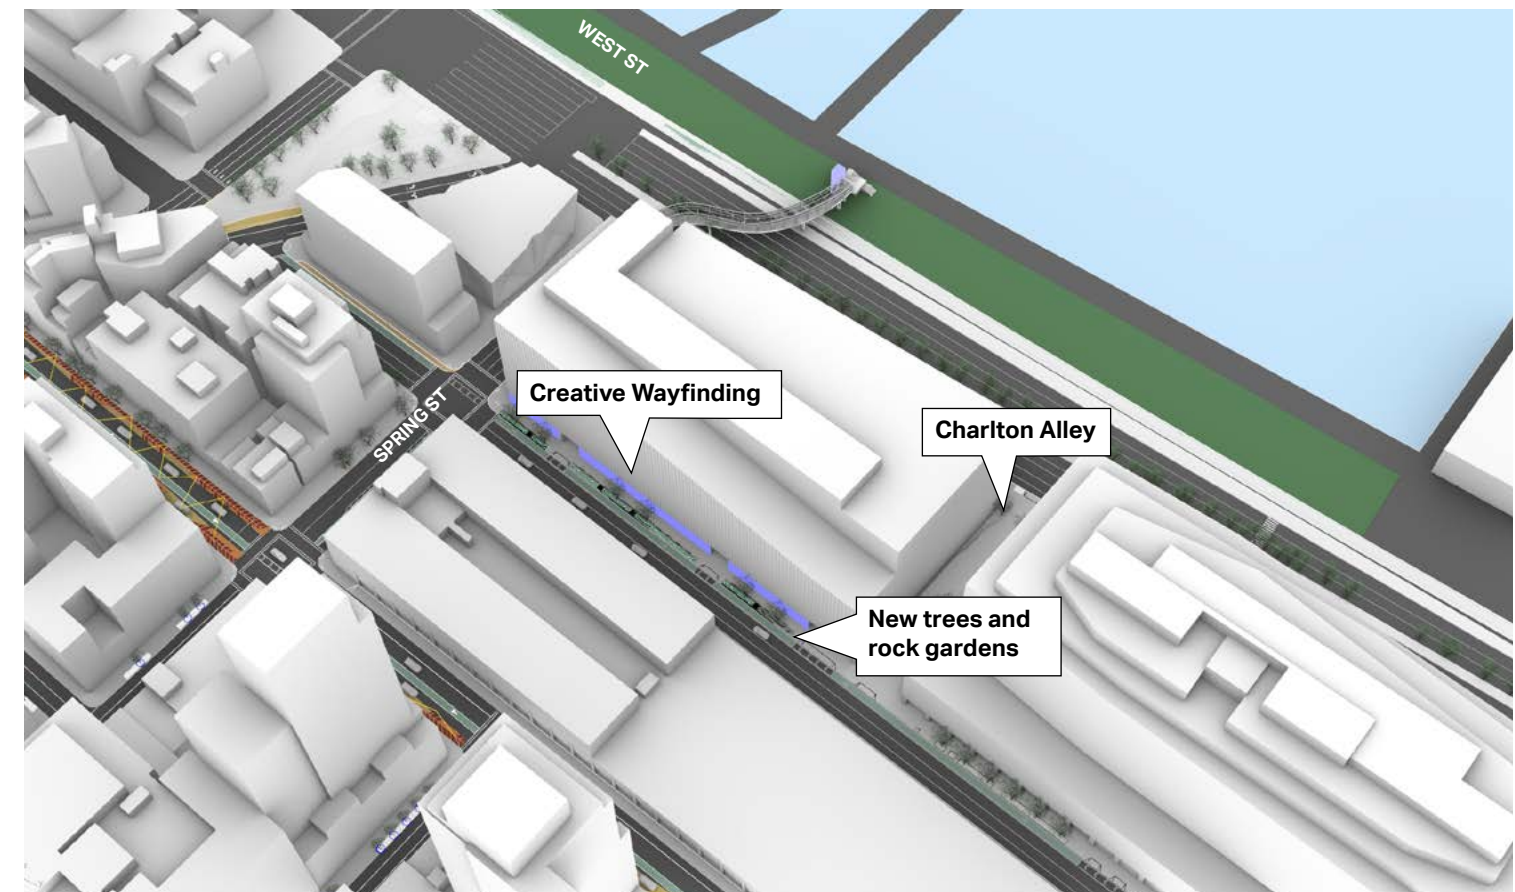 WEST ST
Creative Wayfinding
SPRING ST
Charlton Alley
New trees and
rock gardens